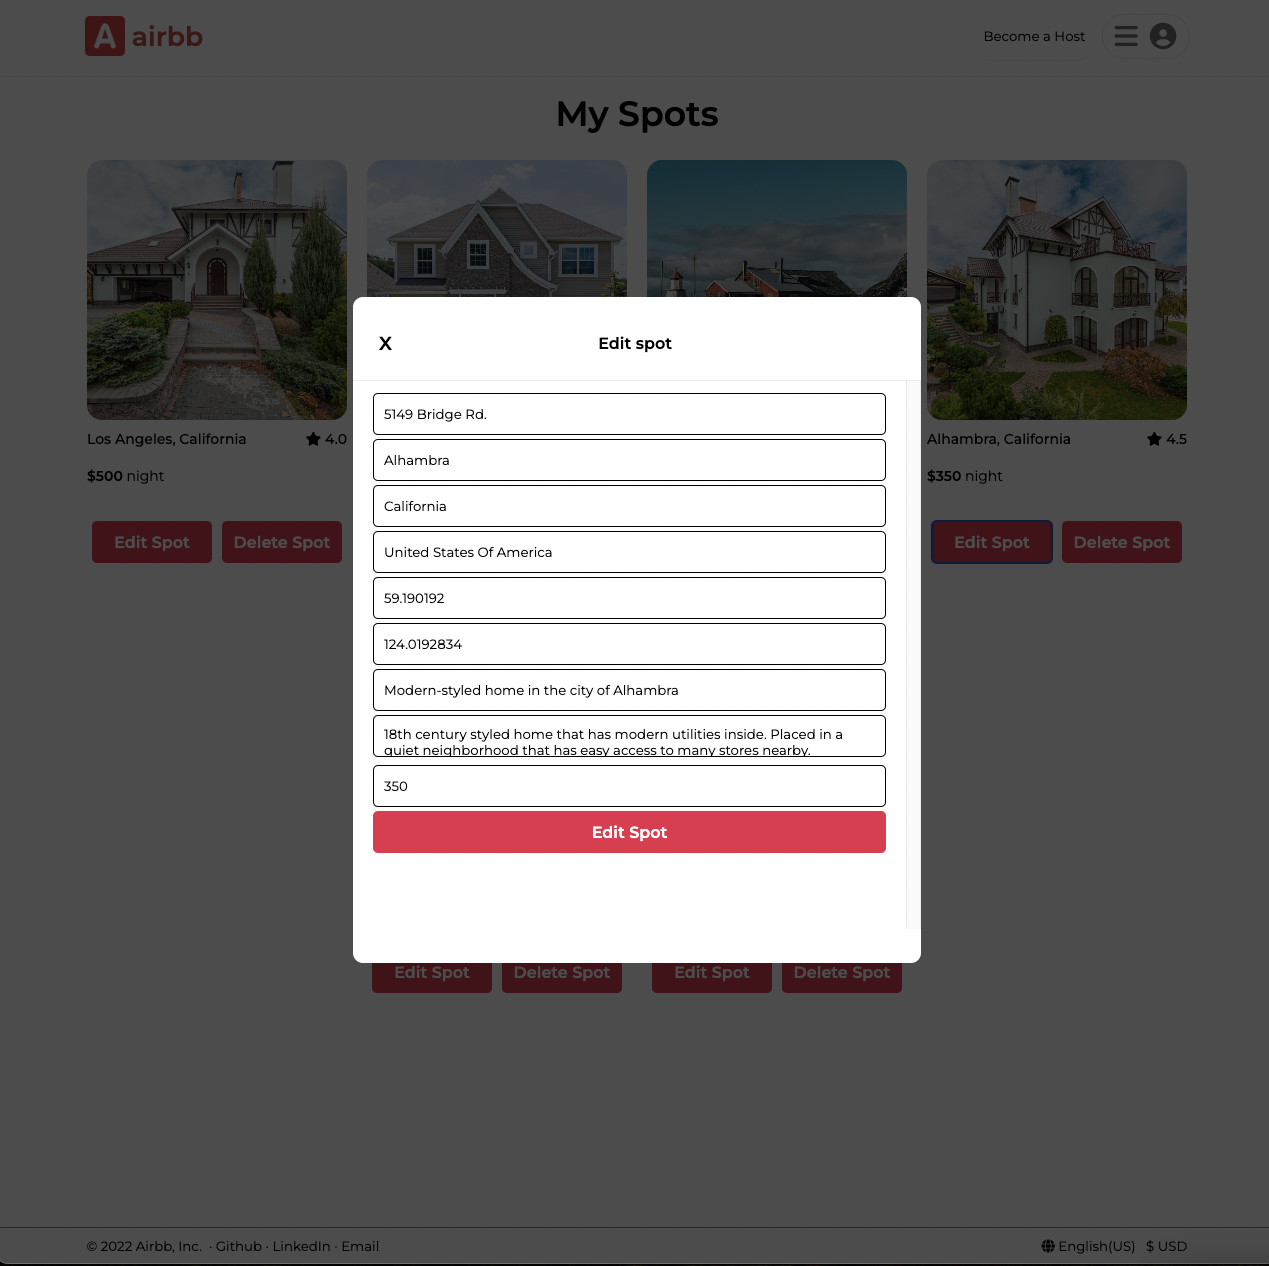 A airbb
Become a Host
My Spots
X
Edit spot
5149 Bridge Rd.
Alhambra
California
United States Of America
59.190192
124.0192834
Modern-styled home in the city of Alhambra
18th century styled home that has modern utilities inside. Placed in a
quiet neighborhood that has easy access to many stores nearby.
350
Edit Spot
Los Angeles, California 4.0
$500 night
Edit Spot Delete Spot
Alhambra, California 4.5
$350 night
Edit Spot Delete Spot
Edit Spot Delete Spot Edit Spot Delete Spot
© 2022 Airbb, Inc. · Github · LinkedIn · Email
English(US) $ USD